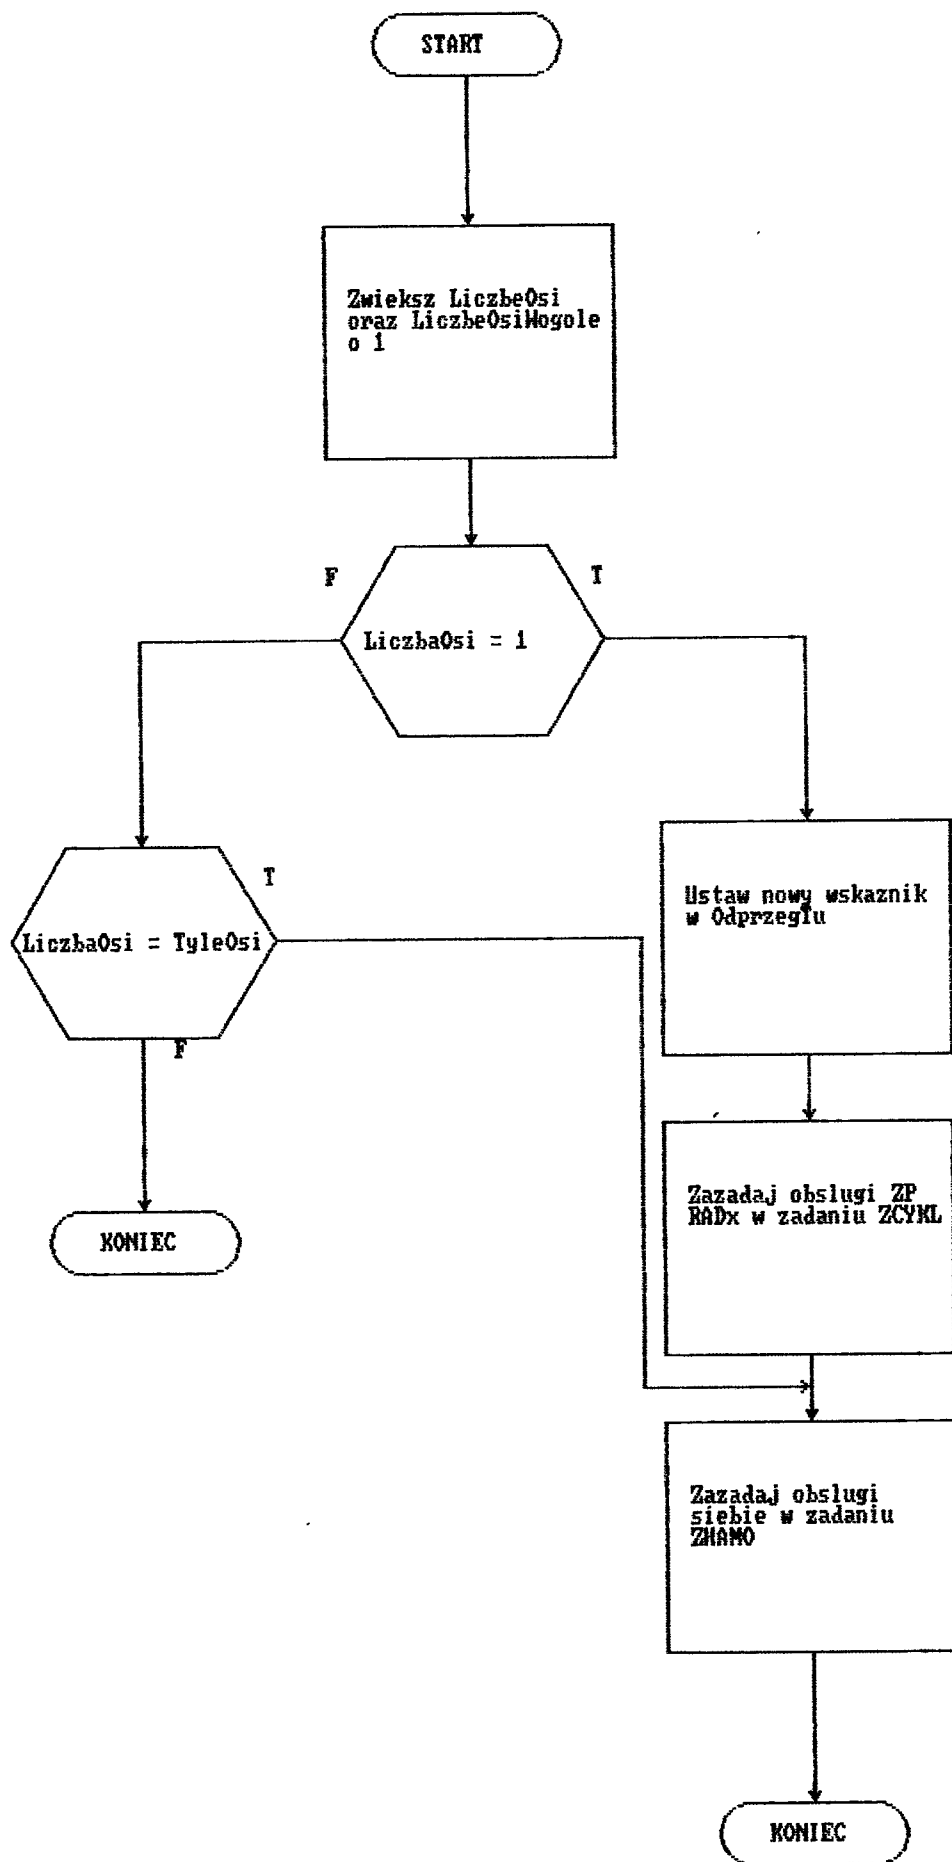 START
Zwieksz LiczbeOsi
oraz LiczbeOsiWogole
o 1
F
T
LiczbaOsi = 1
T
LiczbaOsi = TyleOsi
F
KONIEC
Ustaw nowy wskaznik
w Odprzeglu
Zazadaj obslugi ZP
RADx w zadaniu ZCYKL
Zazadaj obslugi
siebie w zadaniu
ZHAMO
KONIEC